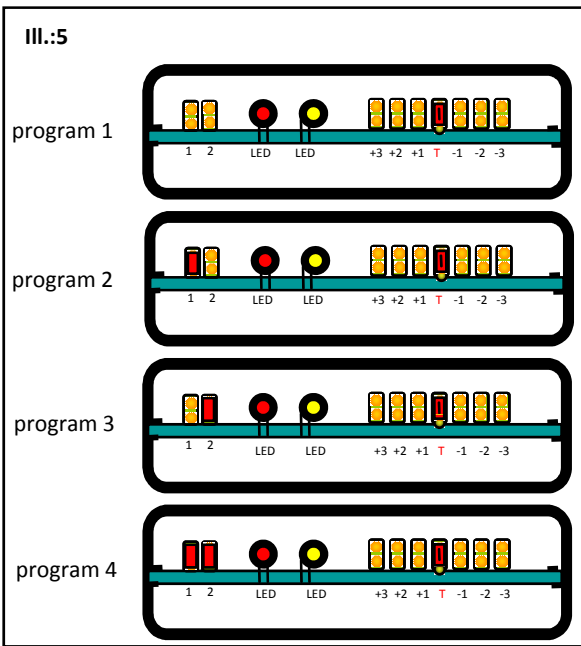 Ill.:5
program 1
1 2 LED LED +3 +2 +1 T -1 -2 -3
program 2
1 2 LED LED +3 +2 +1 T -1 -2 -3
program 3
1 2 LED LED +3 +2 +1 T -1 -2 -3
program 4
1 2 LED LED +3 +2 +1 T -1 -2 -3